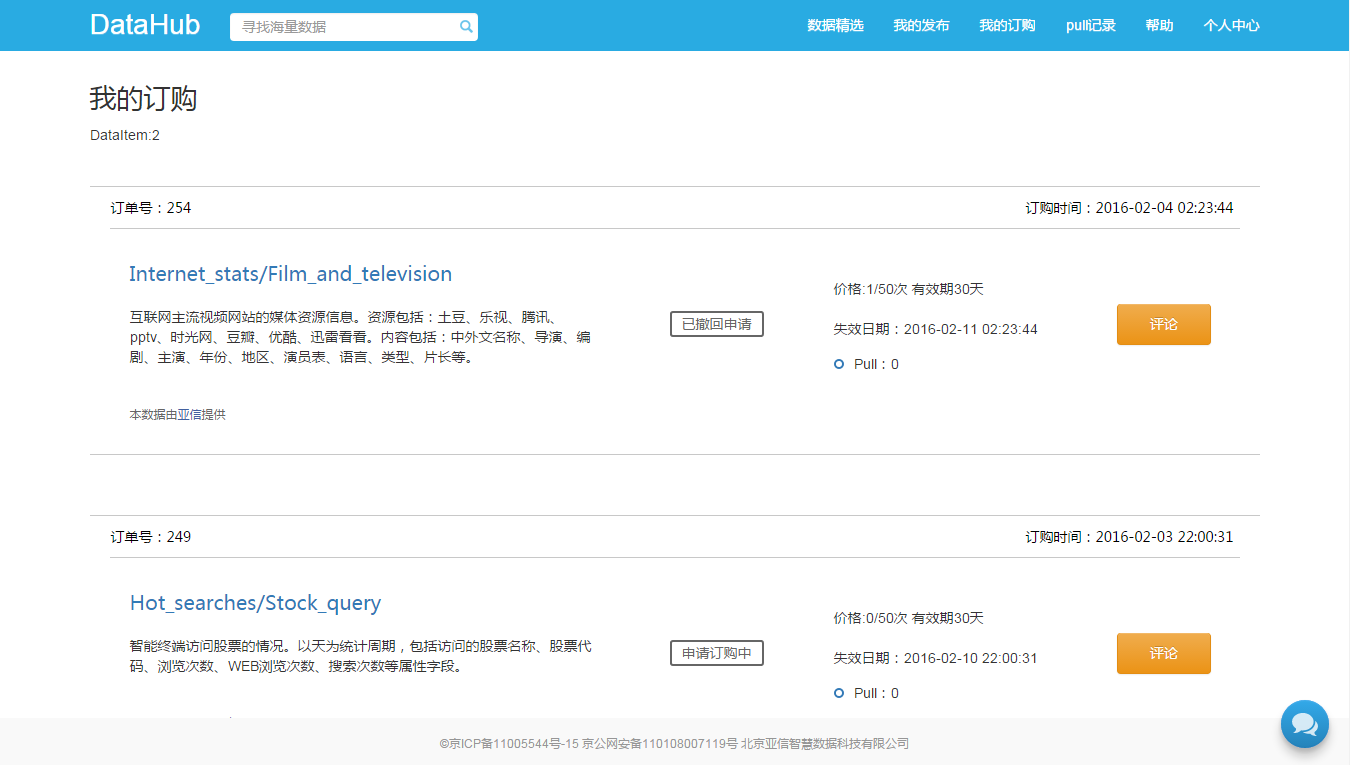 DataHub
寻找海量数据
数据精选 我的发布 我的订购 pull记录 帮助 个人中心
我的订购
DataItem:2
订单号：254
订购时间：2016-02-04 02:23:44
Internet_stats/Film_and_television
互联网主流视频网站的媒体资源信息。资源包括：土豆、乐视、腾讯、
pptv、时光网、豆瓣、优酷、迅雷看看。内容包括：中外文名称、导演、编
剧、主演、年份、地区、演员表、语言、类型、片长等。
本数据由亚信提供
已撤回申请
价格:1/50次 有效期30天
失效日期：2016-02-11 02:23:44
Pull：0
评论
订单号：249
订购时间：2016-02-03 22:00:31
Hot_searches/Stock_query
智能终端访问股票的情况。以天为统计周期，包括访问的股票名称、股票代
码、浏览次数、WEB浏览次数、搜索次数等属性字段。
申请订购中
价格:0/50次 有效期30天
失效日期：2016-02-10 22:00:31
Pull：0
评论
©京ICP备11005544号-15 京公网安备110108007119号 北京亚信智慧数据科技有限公司